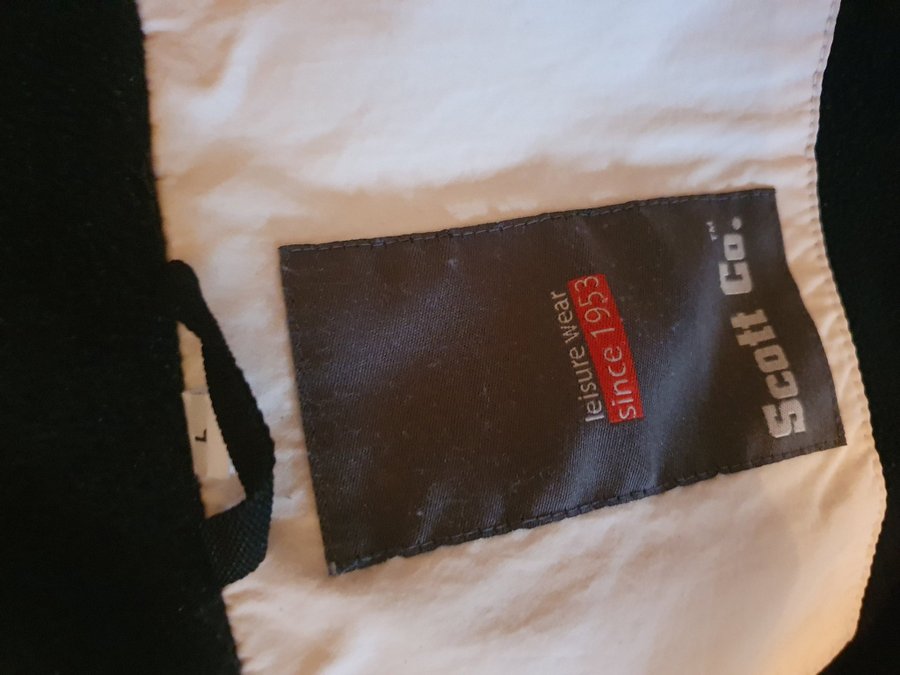 L
leisure wear
since 1953
Scott Co.™